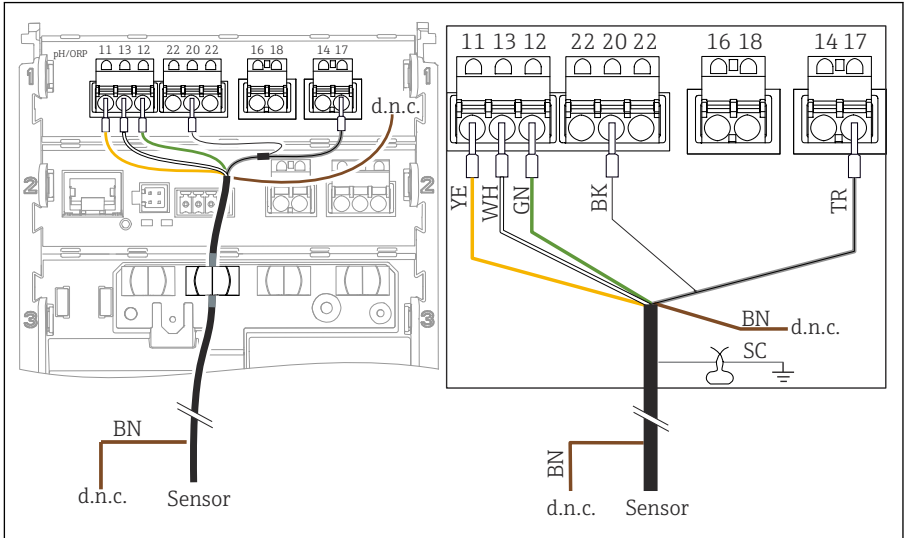 pH/ORP
11 13 12 22 20 22 16 18 14 17
d.n.c.
1
1
2
2
3
3
BN
d.n.c.
Sensor
11 13 12 22 20 22 16 18 14 17
YE
WH
GN
BK
TR
BN
d.n.c.
SC
BN
d.n.c.
Sensor